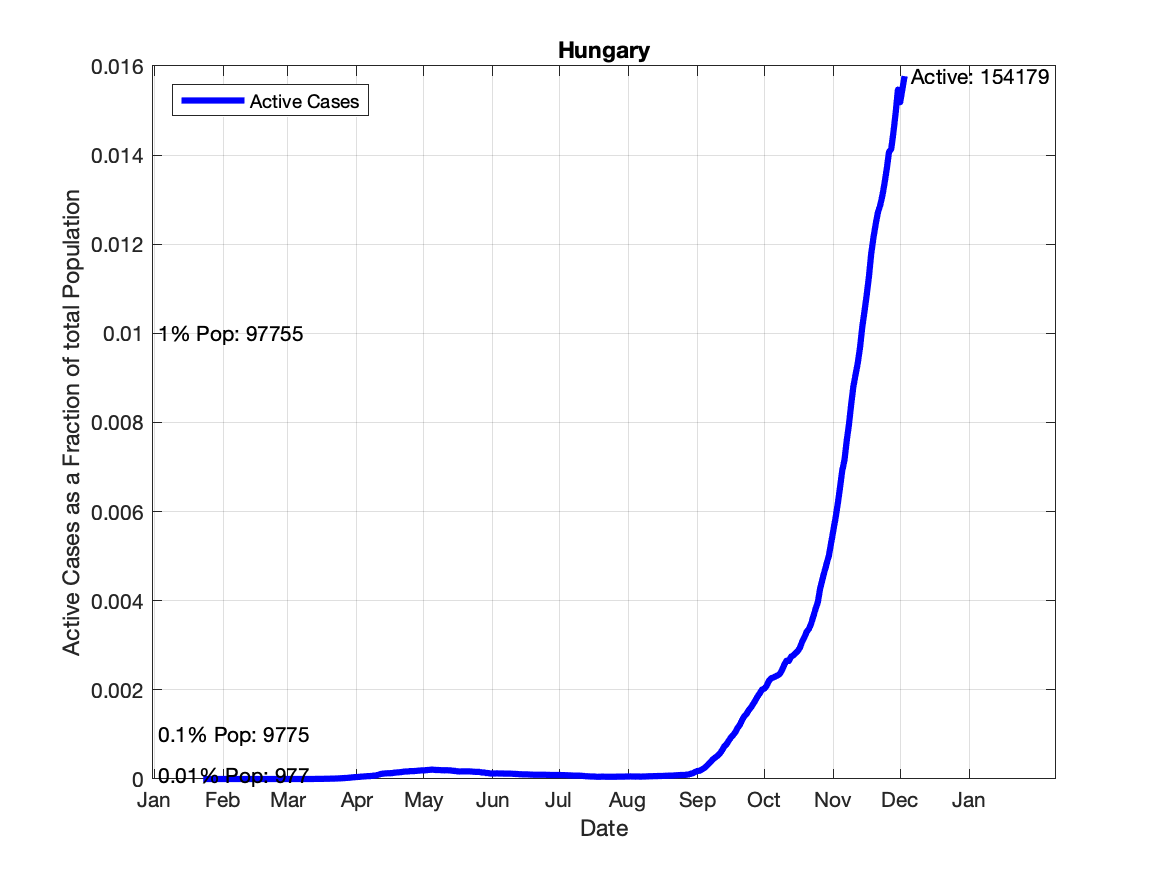 Hungary
Active Cases
Active: 154179
0.016
0.014
0.012
0.01
0.008
0.006
0.004
0.002
0
1% Pop: 97755
0.1% Pop: 9775
0.01% Pop: 977
Active Cases as a Fraction of total Population
Jan Feb Mar Apr May Jun Jul Aug Sep Oct Nov Dec Jan
Date